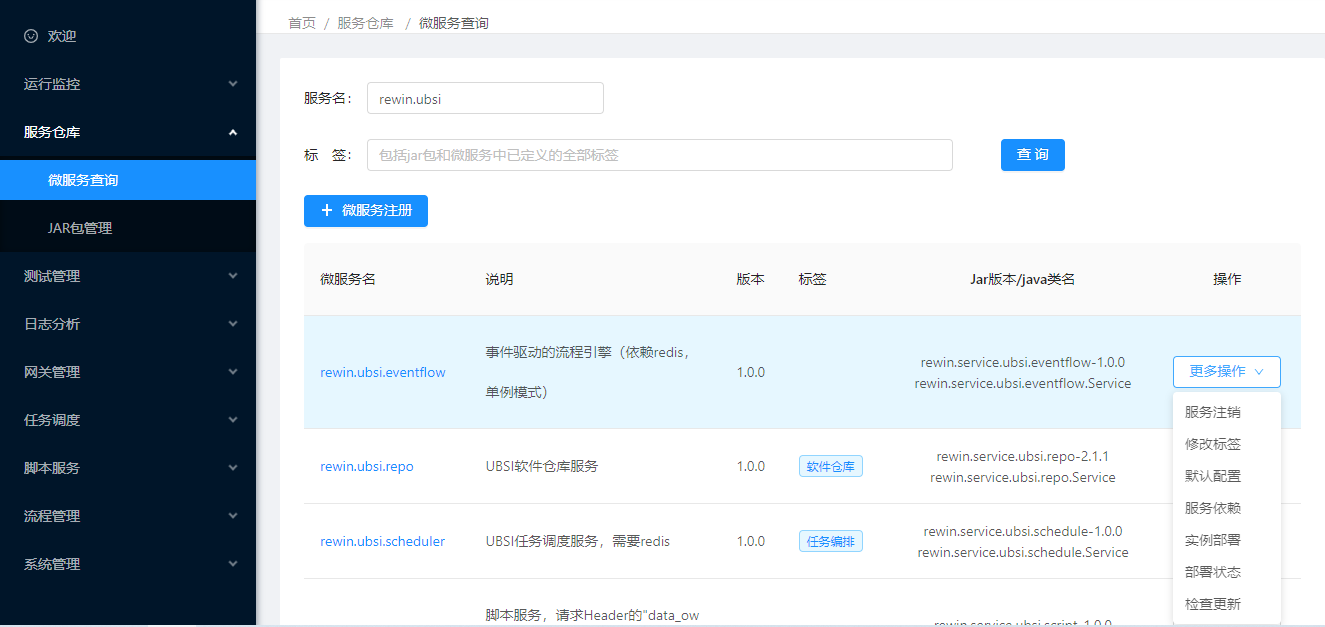 欢迎
运行监控
服务仓库
微服务查询
JAR包管理
测试管理
日志分析
网关管理
任务调度
脚本服务
流程管理
系统管理
首页 / 服务仓库 / 微服务查询
服务名: rewin.ubsi
标 签: 包括jar包和微服务中已定义的全部标签 查 询
+ 微服务注册
微服务名 说明 版本 标签 Jar版本/java类名 操作
事件驱动的流程引擎（依赖redis，
单例模式）
rewin.ubsi.eventflow 1.0.0
rewin.service.ubsi.eventflow-1.0.0
rewin.service.ubsi.eventflow.Service
更多操作
服务注销
修改标签
默认配置
服务依赖
实例部署
部署状态
检查更新
rewin.ubsi.repo UBSI软件仓库服务 1.0.0 软件仓库
rewin.service.ubsi.repo-2.1.1
rewin.service.ubsi.repo.Service
rewin.ubsi.scheduler UBSI任务调度服务，需要redis 1.0.0 任务编排
rewin.service.ubsi.schedule-1.0.0
rewin.service.ubsi.schedule.Service
脚本服务，请求Header的"data_ow
rewin.service.ubsi.script-1.0.0